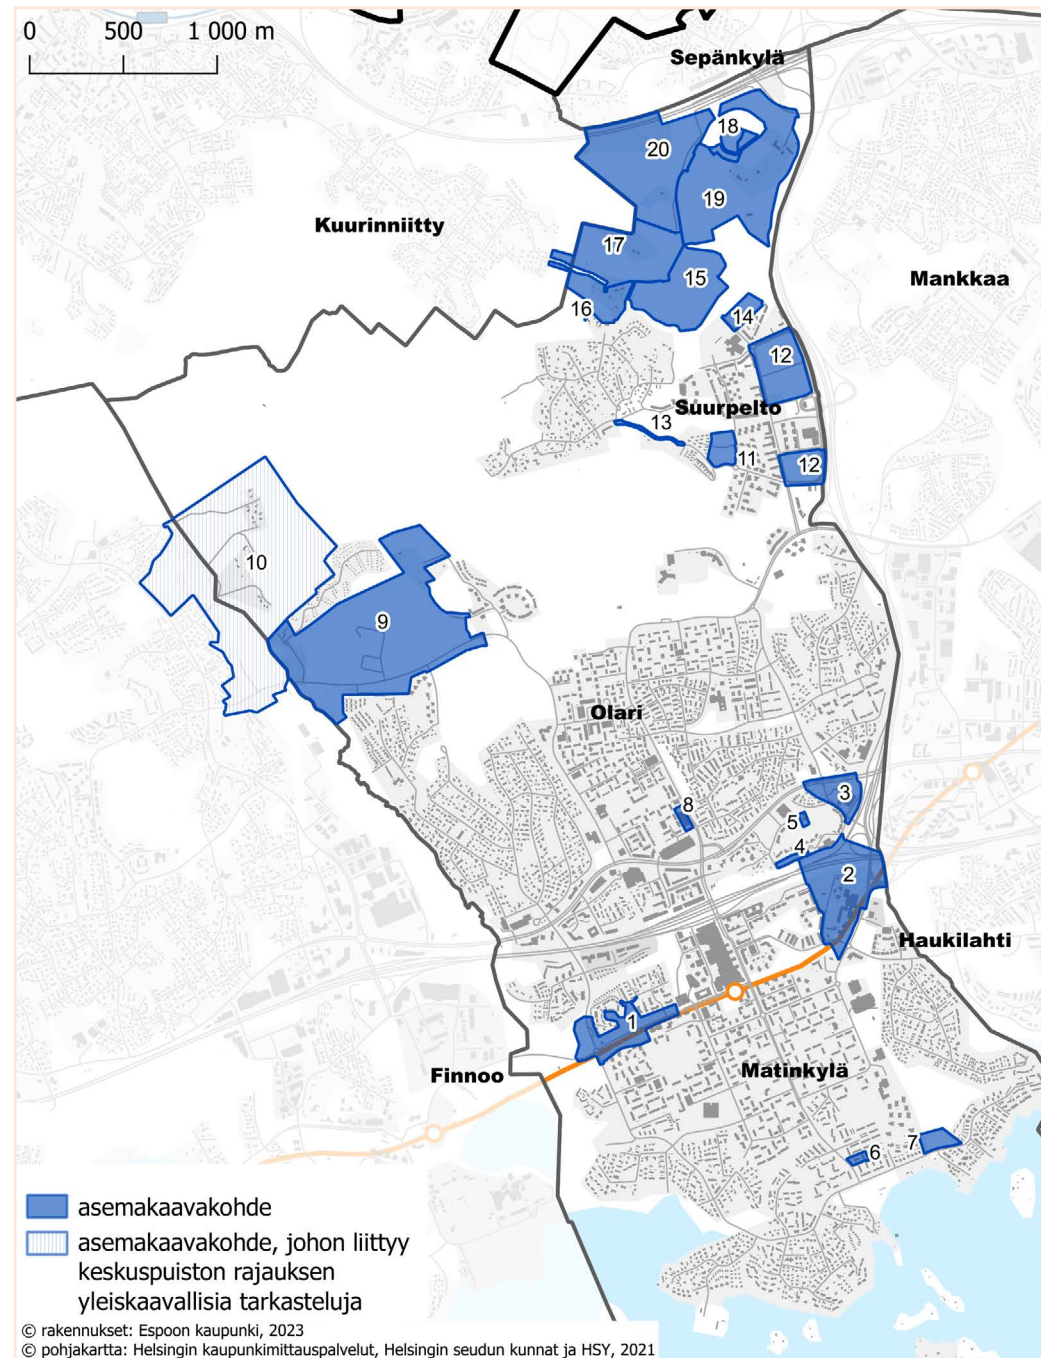 0 500 1 000 m
Sepänkylä
18
20
19
Kuurinniitty
17
15
Mankkaa
16
14
12
Suurpelto
13
11
12
10
9
Olari
3
8
5
4
2
Haukilahti
1
Finnoo
Matinkylä
7
6
asemakaavakohde
asemakaavakohde, johon liittyy
keskuspuiston rajauksen
yleiskaavallisia tarkasteluja
© rakennukset: Espoon kaupunki, 2023
© pohjakartta: Helsingin kaupunkimittauspalvelut, Helsingin seudun kunnat ja HSY, 2021